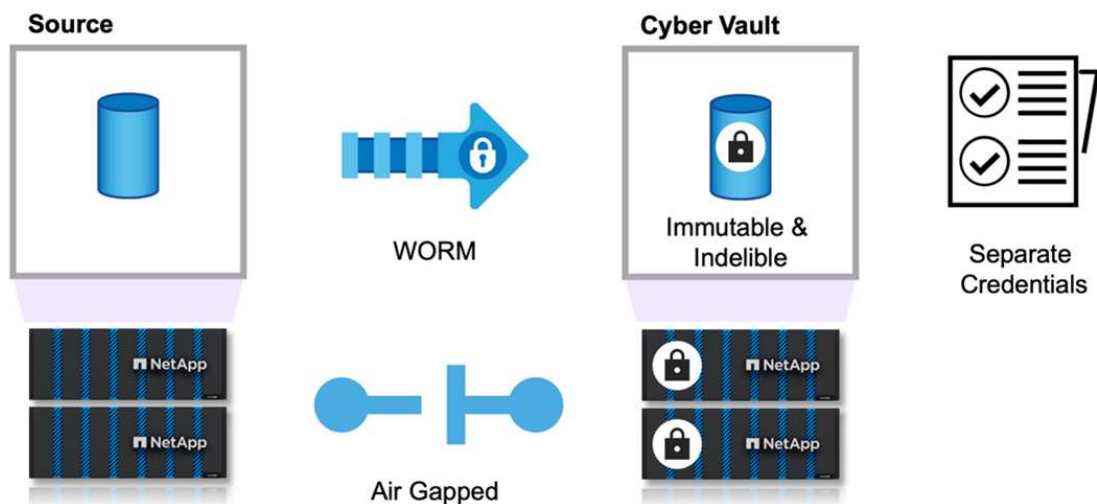 Source
Cyber Vault
WORM
Immutable &
Indelible
Separate
Credentials
NetApp
NetApp
NetApp
NetApp
Air Gapped